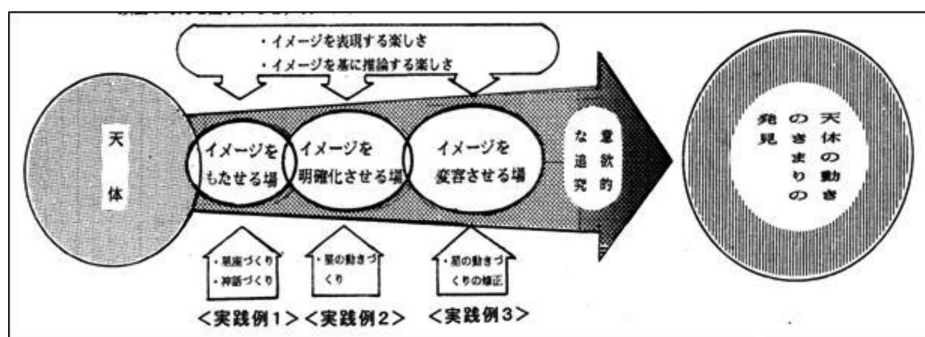 ・イメージを表現する楽しさ
・イメージを基に推論する楽しさ
天体
イメージを
もたせる場
イメージを
明確化させる場
イメージを
変容させる場
意欲的
な追究
天体の動き
のきまりの
発見
・星座づくり
・神話づくり
・星の動きづ
くり
・星の動きづ
くりの修正
＜実践例1＞
＜実践例2＞
＜実践例3＞